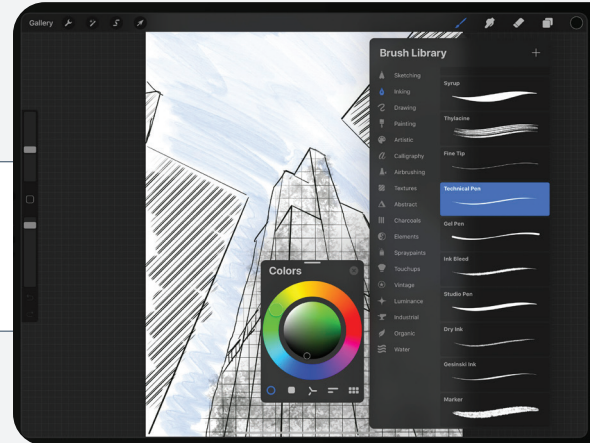 Gallery
Brush Library
Sketching
Inking
Drawing
Painting
Artistic
Calligraphy
Airbrushing
Textures
Abstract
Charcoals
Elements
Spraypaints
Touchups
Vintage
Luminance
Industrial
Organic
Water
Syrup
Thylacine
Fine Tip
Technical Pen
Gel Pen
Ink Bleed
Studio Pen
Dry Ink
Gesinski Ink
Marker
Colors